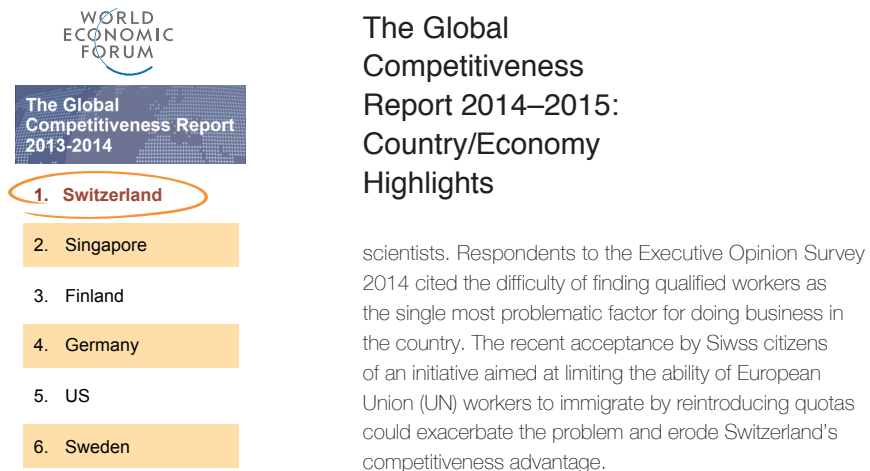 WORLD
ECONOMIC
FORUM
The Global
Competitiveness Report
2013-2014
1. Switzerland
2. Singapore
3. Finland
4. Germany
5. US
6. Sweden
The Global
Competitiveness
Report 2014–2015:
Country/Economy
Highlights
scientists. Respondents to the Executive Opinion Survey
2014 cited the difficulty of finding qualified workers as
the single most problematic factor for doing business in
the country. The recent acceptance by Siwss citizens
of an initiative aimed at limiting the ability of European
Union (UN) workers to immigrate by reintroducing quotas
could exacerbate the problem and erode Switzerland’s
competitiveness advantage.